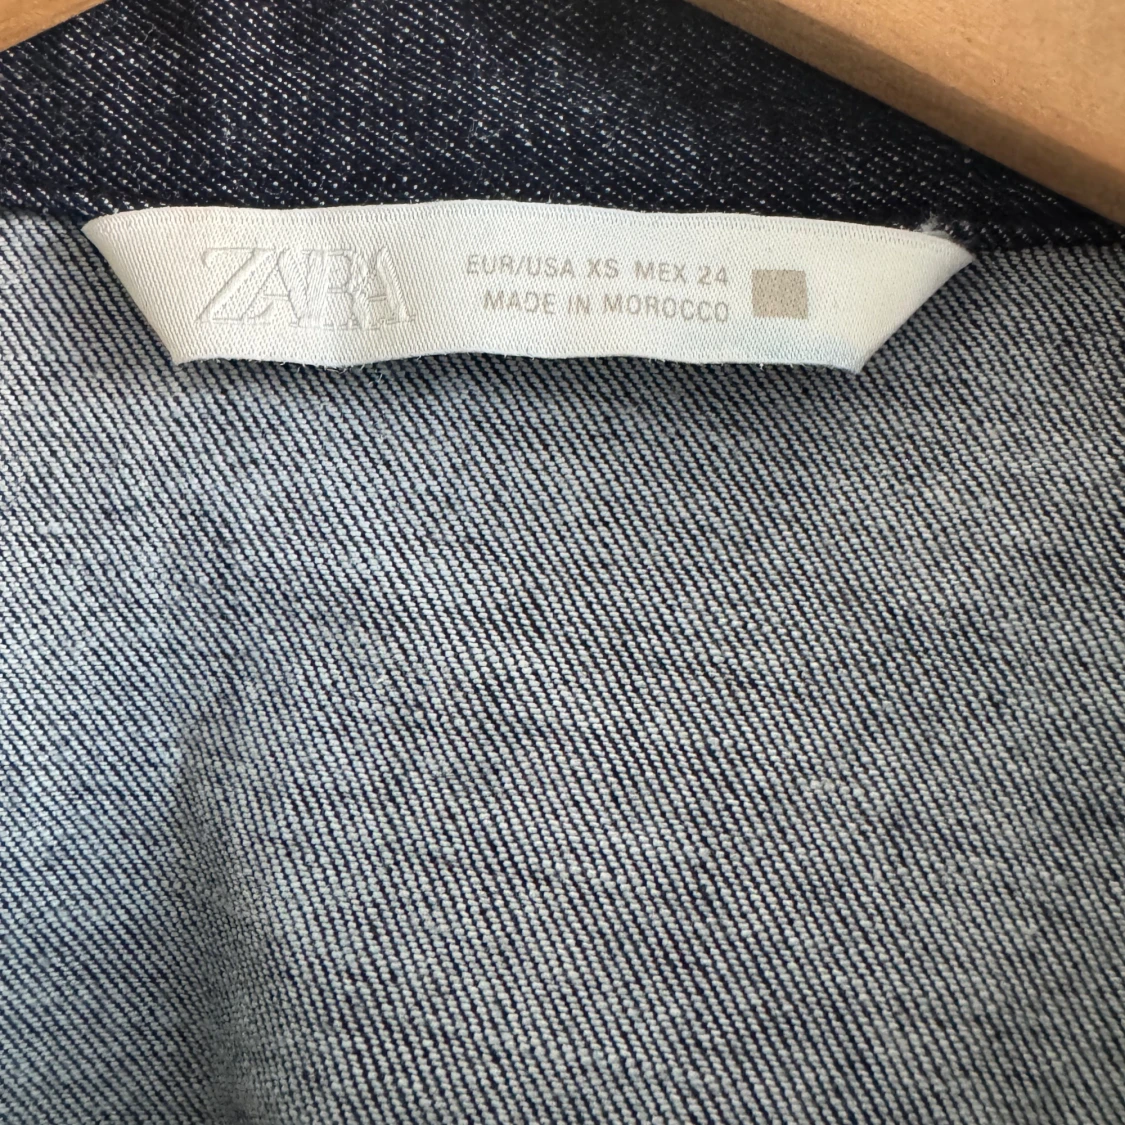 ZARA
EUR/USA XS MEX 24
MADE IN MOROCCO